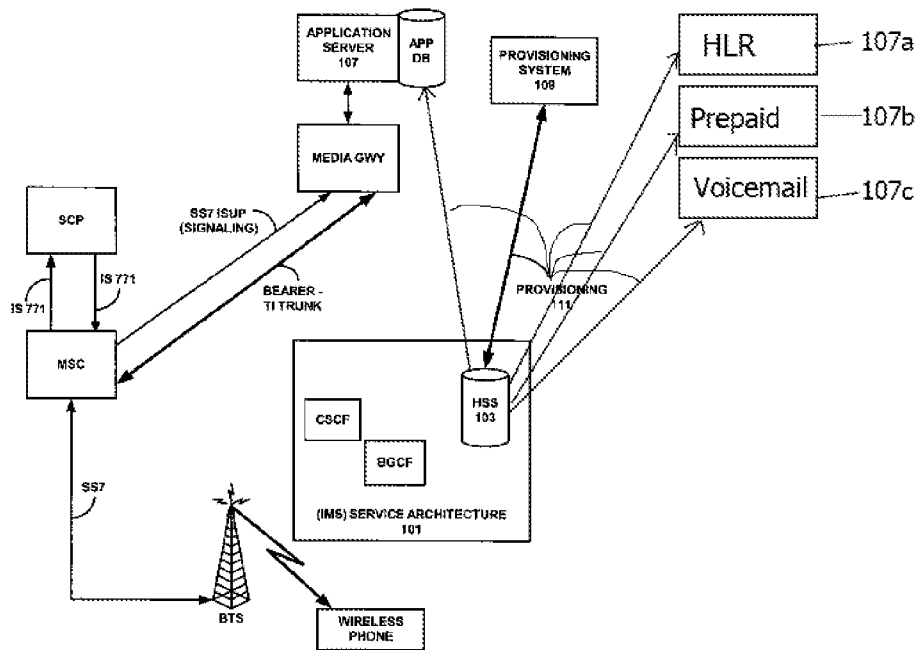 APPLICATION
SERVER
107
APP
DB
PROVISIONING
SYSTEM
109
HLR
107a
Prepaid
107b
Voicemail
107c
MEDIA GWY
SS7 ISUP
(SIGNALING)
SCP
IS 771
IS 771
BEARER -
TI TRUNK
PROVISIONING
111
MSC
HSS
103
CSCF
BGCF
(IMS) SERVICE ARCHITECTURE
101
SS7
BTS
WIRELESS
PHONE